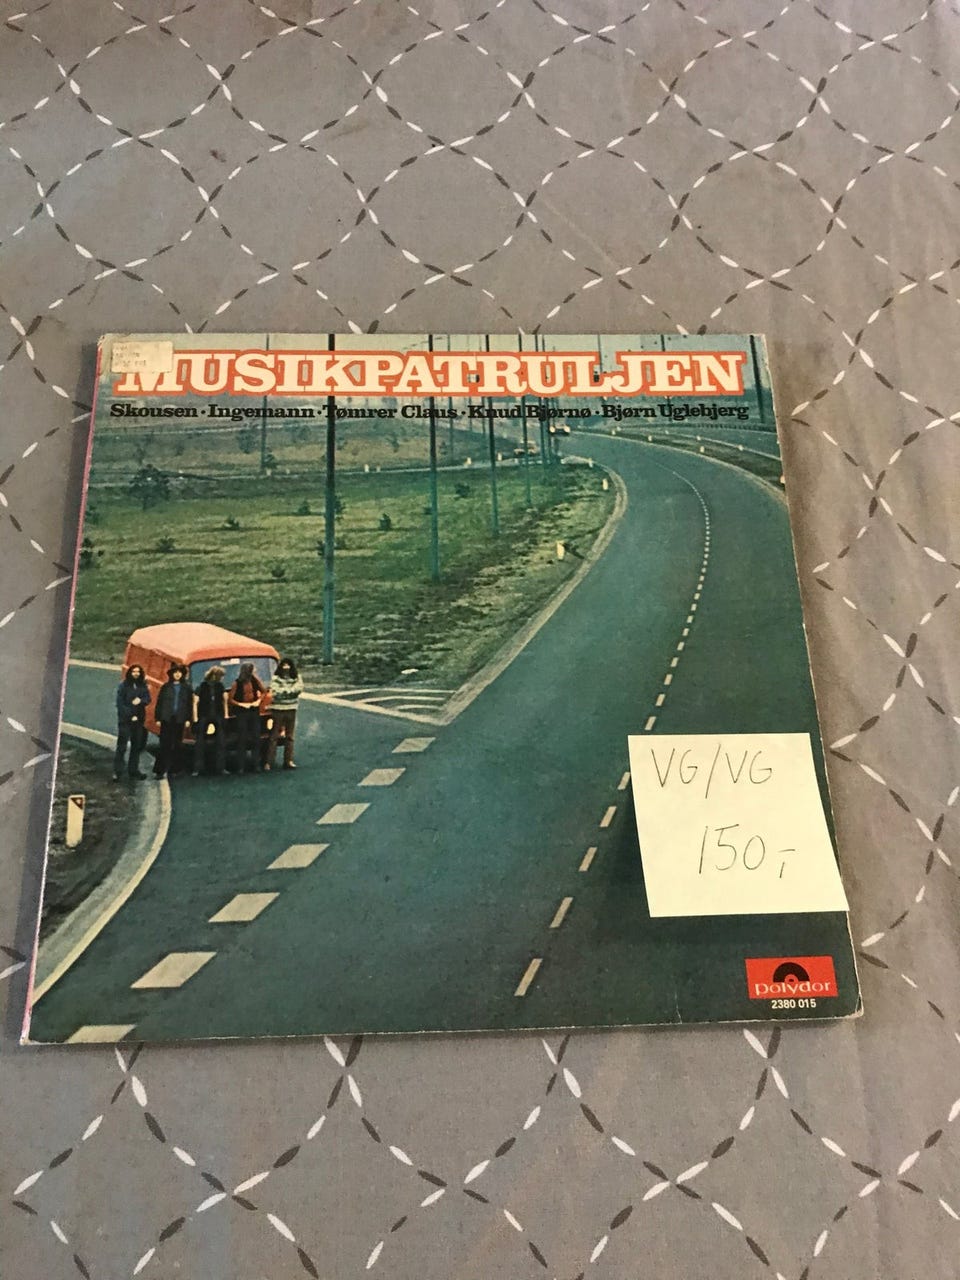 MUSIKPATRULJEN
Skousen · Ingemann · Tømrer Claus · Knud Bjørnø · Bjørn Uglebjerg
VG/VG
150,-
polydor
2380 015